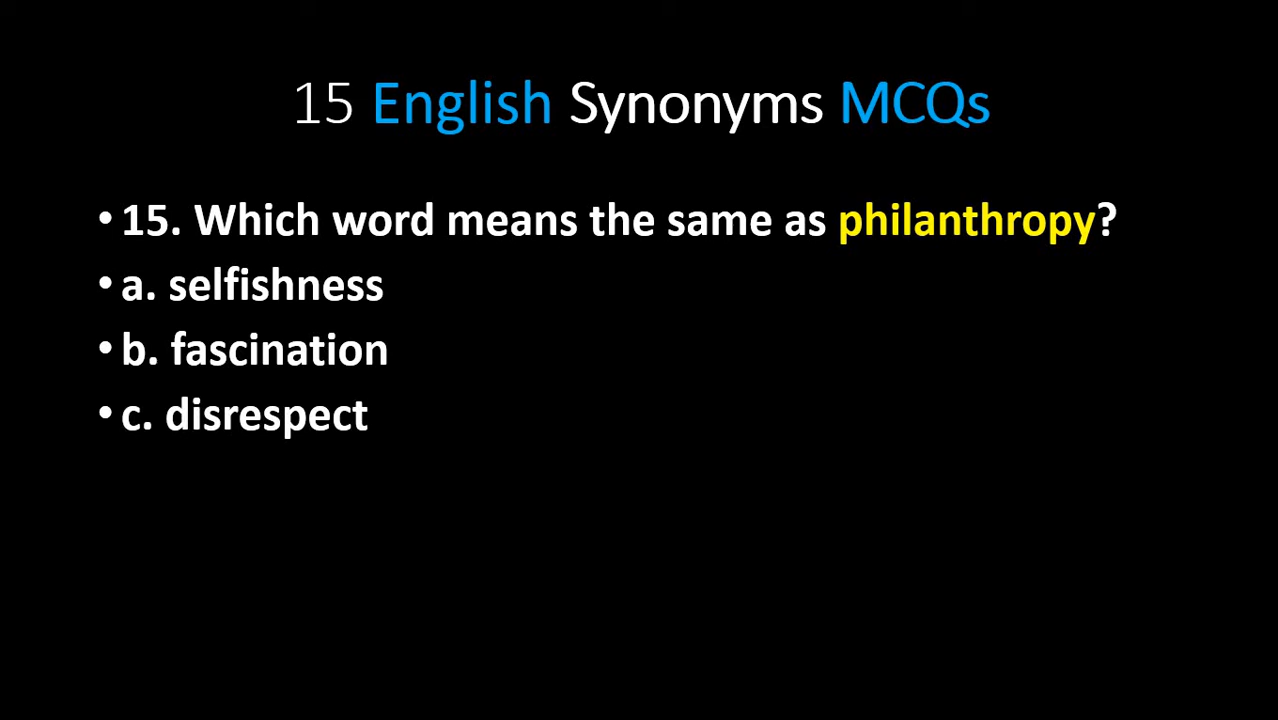 15 English Synonyms MCQs
• 15. Which word means the same as philanthropy?
• a. selfishness
• b. fascination
• c. disrespect